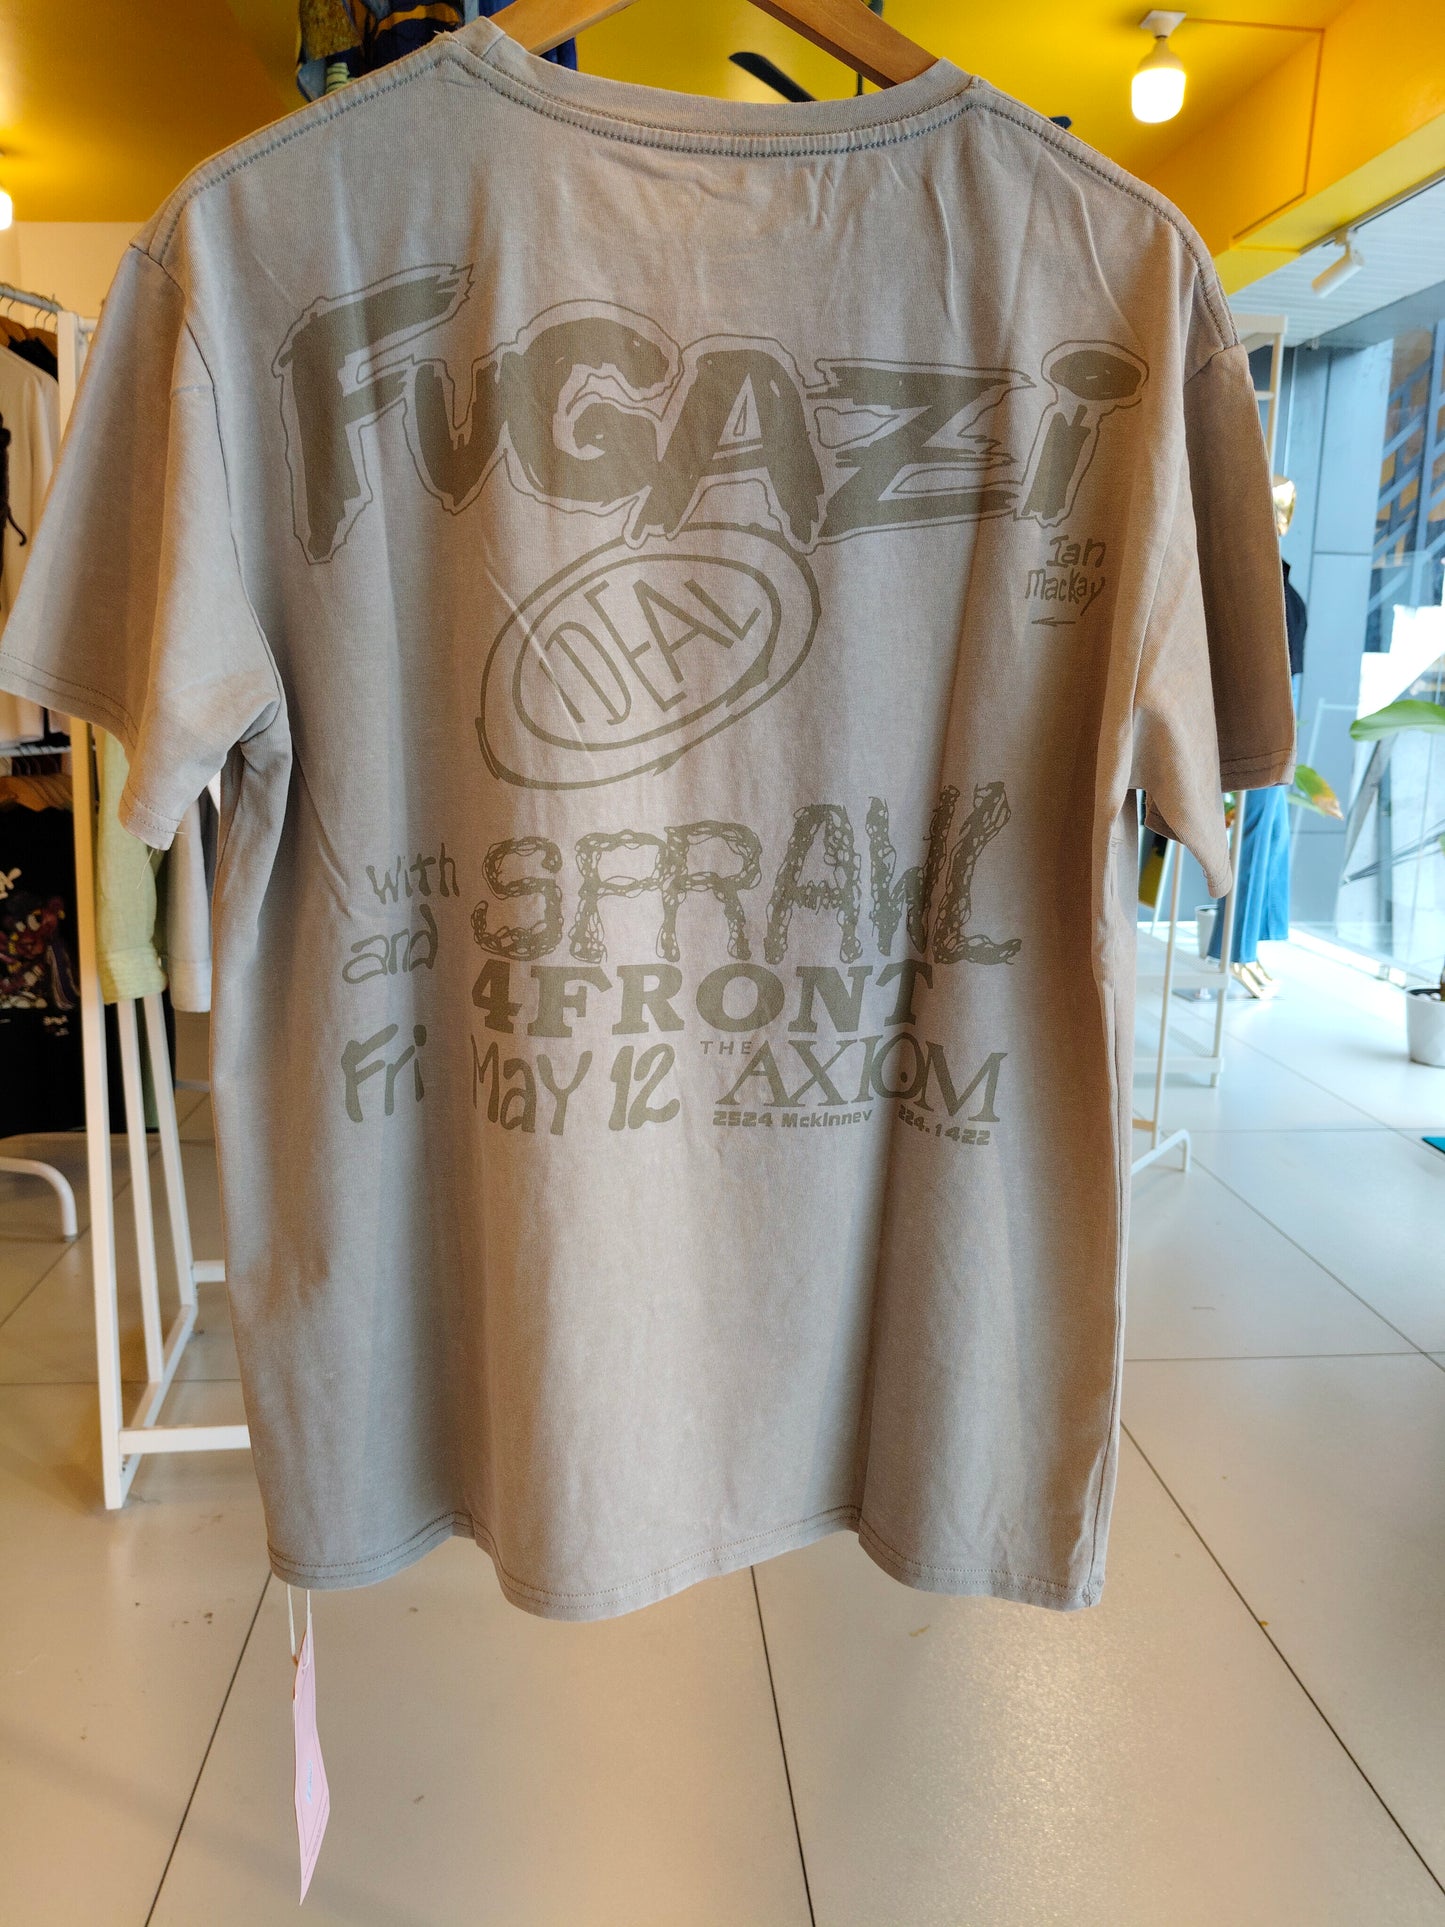 FUGAZi
Ian
MacKay
IDEAL
with SPRAWL
and 4FRONT
Fri May 12 THE AXIOM
2524 McKinney 224.1422